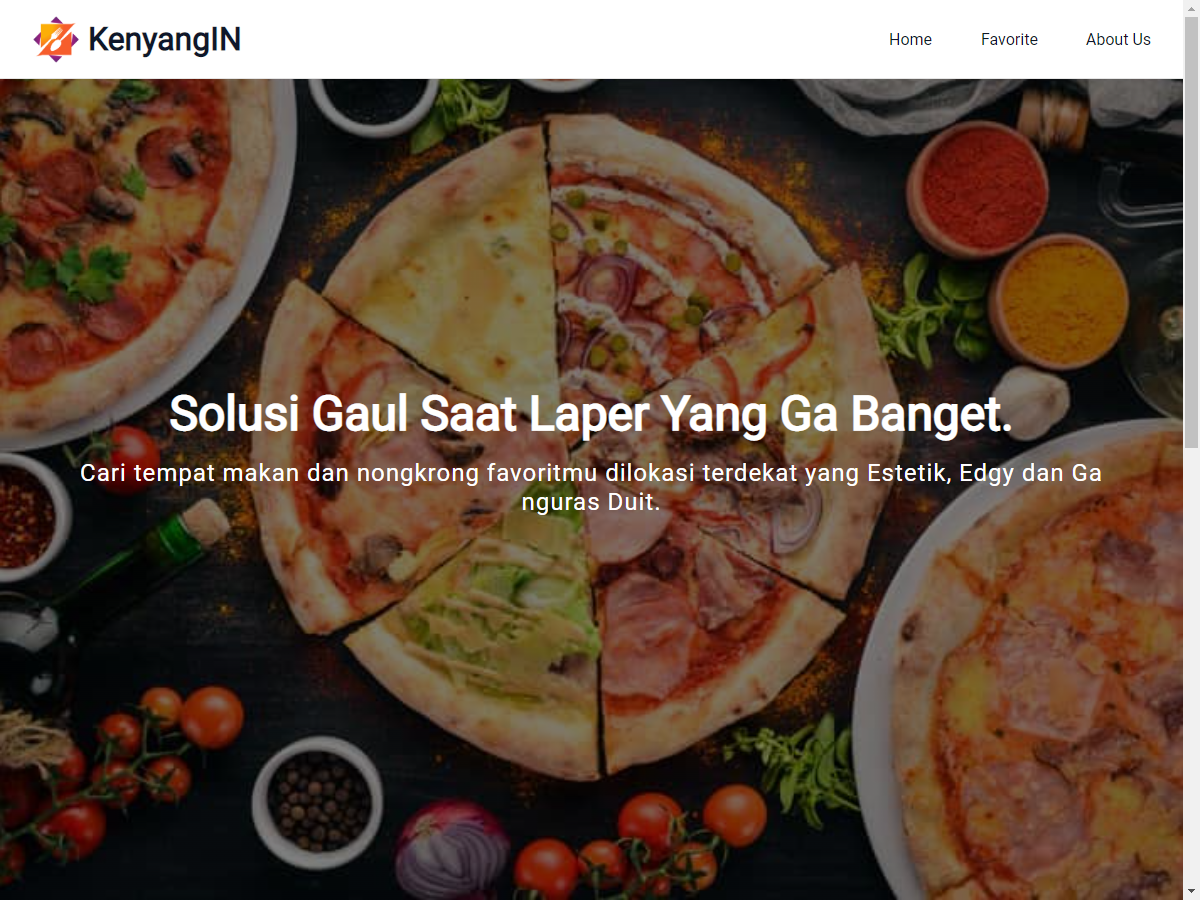 KenyangIN
Home
Favorite
About Us
Solusi Gaul Saat Laper Yang Ga Banget.
Cari tempat makan dan nongkrong favoritmu dilokasi terdekat yang Estetik, Edgy dan Ga
nguras Duit.